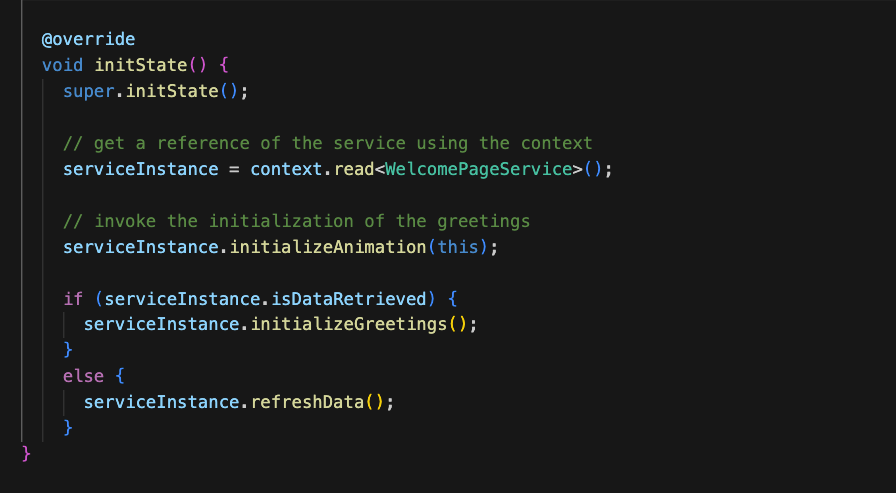 @override
void initState() {
super.initState();
// get a reference of the service using the context
serviceInstance = context.read<WelcomePageService>();
// invoke the initialization of the greetings
serviceInstance.initializeAnimation(this);
if (serviceInstance.isDataRetrieved) {
serviceInstance.initializeGreetings();
}
else {
serviceInstance.refreshData();
}
}